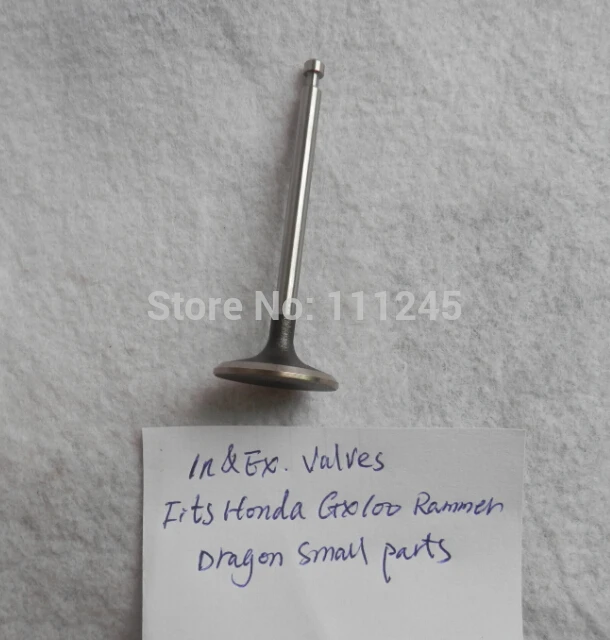 Store No: 111245
In & Ex. Valves
Fits Honda GX100 Rammer
Dragon Small parts